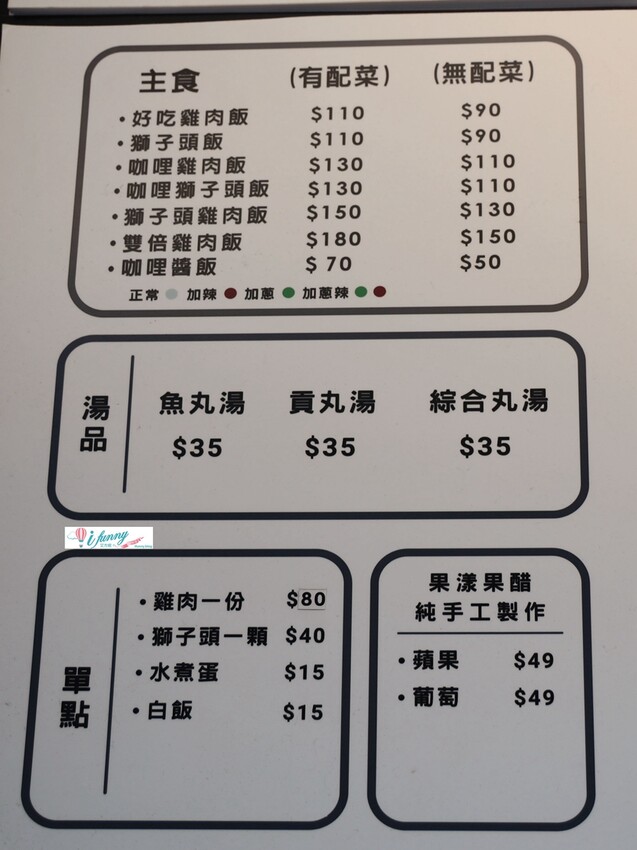 主食 (有配菜) (無配菜)
•好吃雞肉飯 $110 $90
•獅子頭飯 $110 $90
•咖哩雞肉飯 $130 $110
•咖哩獅子頭飯 $130 $110
•獅子頭雞肉飯 $150 $130
•雙倍雞肉飯 $180 $150
•咖哩醬飯 $ 70 $50
正常 加辣 加蔥 加蔥辣
湯品
魚丸湯 貢丸湯 綜合丸湯
$35 $35 $35
i funny
單點
•雞肉一份 $80
•獅子頭一顆 $40
•水煮蛋 $15
•白飯 $15
果漾果醋
純手工製作
•蘋果 $49
•葡萄 $49